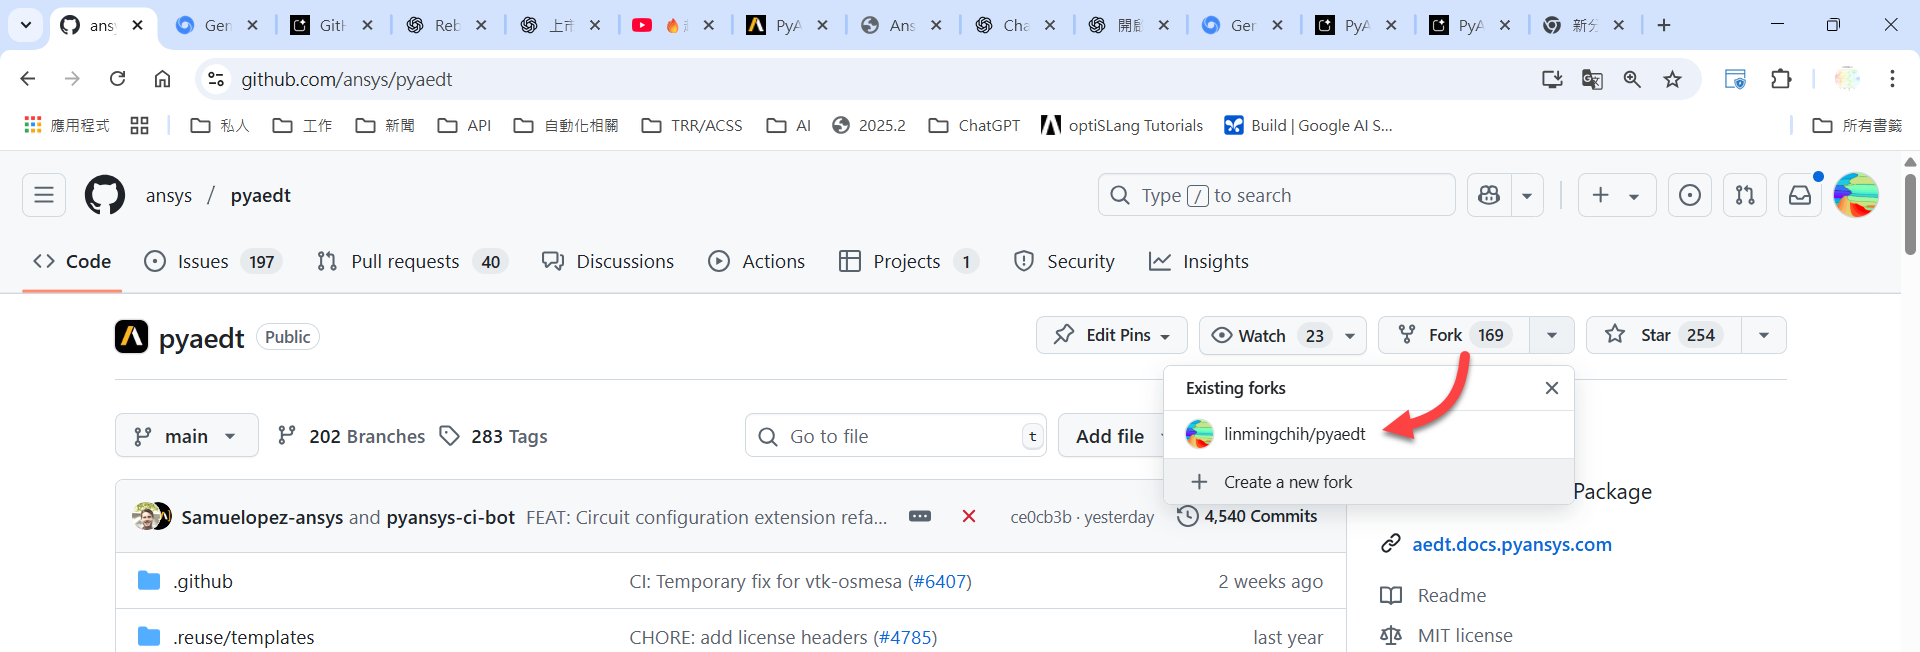 ans
Gen
GitH
Reb
上市
PyA
Ans
Cha
開啟
Ger
PyA
PyA
新分
github.com/ansys/pyaedt
應用程式
私人
工作
新聞
API
自動化相關
TRR/ACSS
AI
2025.2
ChatGPT
optiSLang Tutorials
Build | Google AI S...
所有書籤
ansys / pyaedt
Type / to search
Code
Issues 197
Pull requests 40
Discussions
Actions
Projects 1
Security
Insights
pyaedt Public
Edit Pins
Watch 23
Fork 169
Star 254
Existing forks
linmingchih/pyaedt
Create a new fork
main
202 Branches
283 Tags
Go to file t
Add file
Package
Samuelopez-ansys and pyansys-ci-bot FEAT: Circuit configuration extension refa...
ce0cb3b · yesterday
4,540 Commits
aedt.docs.pyansys.com
.github
CI: Temporary fix for vtk-osmesa (#6407)
2 weeks ago
Readme
.reuse/templates
CHORE: add license headers (#4785)
last year
MIT license